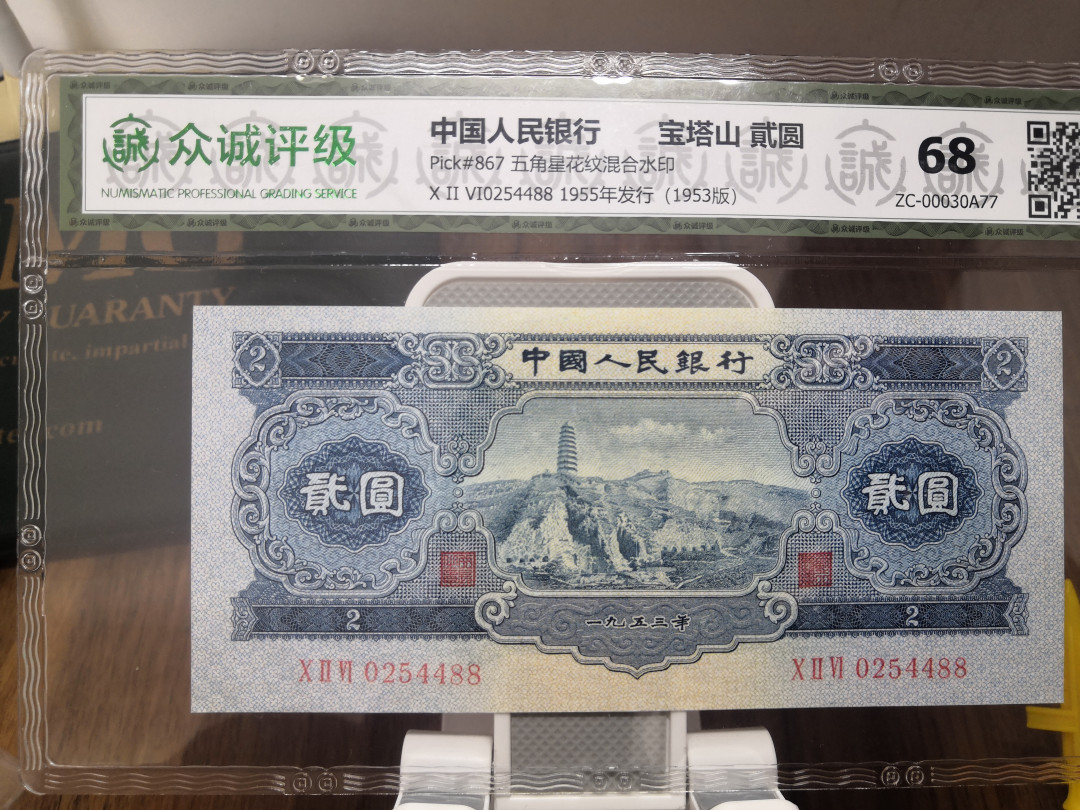 众诚评级
NUMISMATIC PROFESSIONAL GRADING SERVICE
中国人民银行 宝塔山 貳圆
Pick#867 五角星花纹混合水印
X II VI0254488 1955年发行（1953版）
68
ZC-00030A77
UARANTY
impartial
com
中國人民銀行
2
2
貳圓
貳圓
一九五三年
2
2
X II VI 0254488
X II VI 0254488